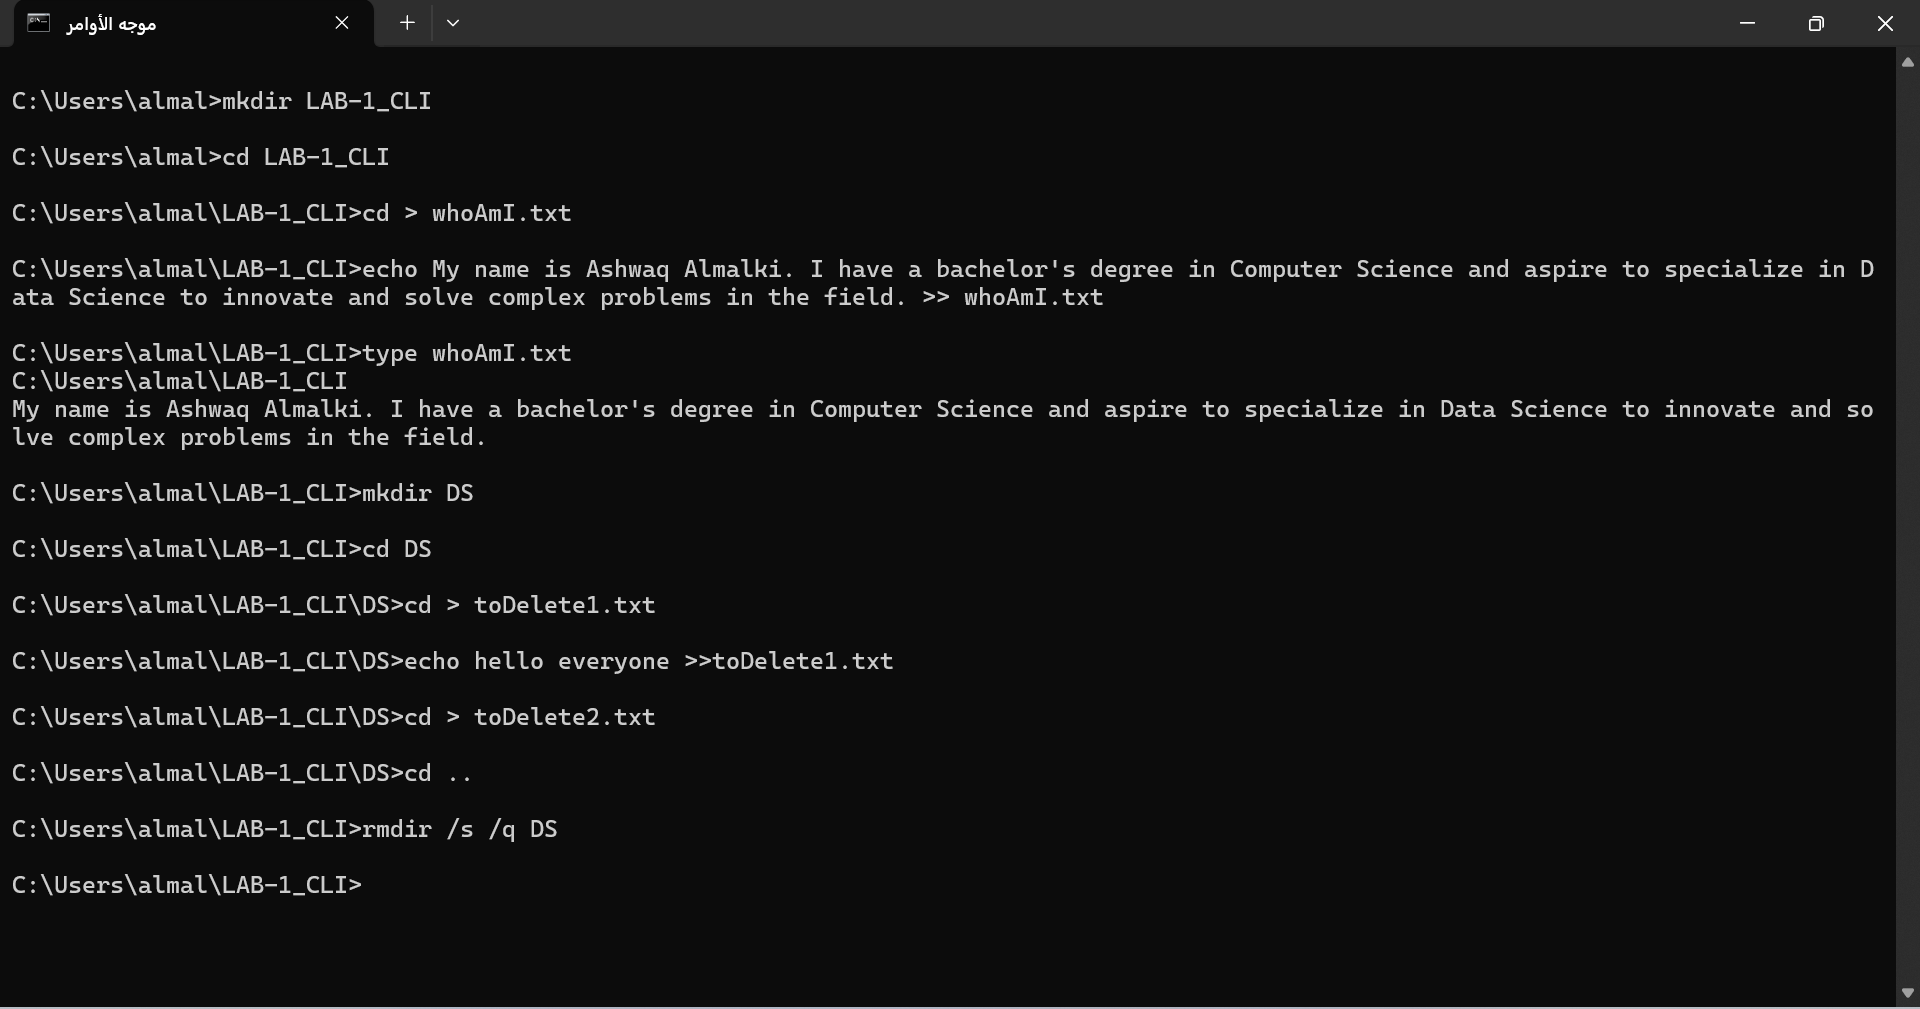 موجه الأوامر
C:\Users\almal>mkdir LAB-1_CLI
C:\Users\almal>cd LAB-1_CLI
C:\Users\almal\LAB-1_CLI>cd > whoAmI.txt
C:\Users\almal\LAB-1_CLI>echo My name is Ashwaq Almalki. I have a bachelor's degree in Computer Science and aspire to specialize in D
ata Science to innovate and solve complex problems in the field. >> whoAmI.txt
C:\Users\almal\LAB-1_CLI>type whoAmI.txt
C:\Users\almal\LAB-1_CLI
My name is Ashwaq Almalki. I have a bachelor's degree in Computer Science and aspire to specialize in Data Science to innovate and so
lve complex problems in the field.
C:\Users\almal\LAB-1_CLI>mkdir DS
C:\Users\almal\LAB-1_CLI>cd DS
C:\Users\almal\LAB-1_CLI\DS>cd > toDelete1.txt
C:\Users\almal\LAB-1_CLI\DS>echo hello everyone >>toDelete1.txt
C:\Users\almal\LAB-1_CLI\DS>cd > toDelete2.txt
C:\Users\almal\LAB-1_CLI\DS>cd ..
C:\Users\almal\LAB-1_CLI>rmdir /s /q DS
C:\Users\almal\LAB-1_CLI>